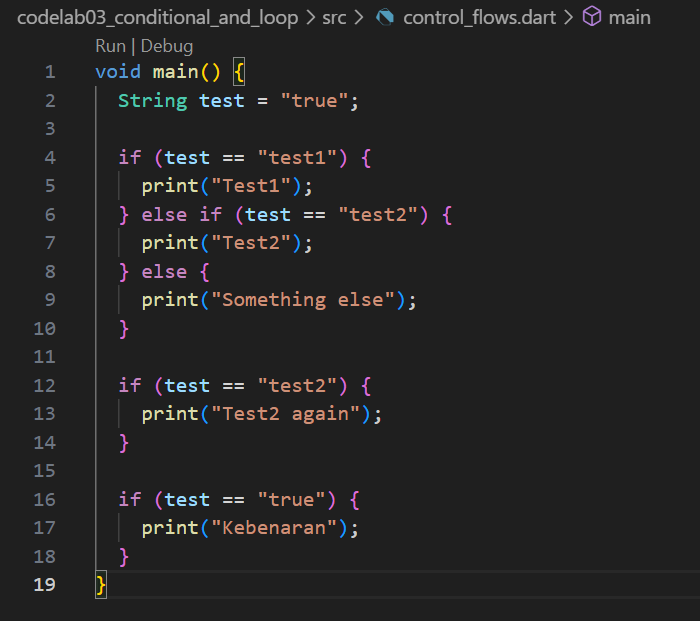 codelab03_conditional_and_loop > src > control_flows.dart > main
Run | Debug
1 void main() {
2   String test = "true";
3
4   if (test == "test1") {
5     print("Test1");
6   } else if (test == "test2") {
7     print("Test2");
8   } else {
9     print("Something else");
10   }
11
12   if (test == "test2") {
13     print("Test2 again");
14   }
15
16   if (test == "true") {
17     print("Kebenaran");
18   }
19 }